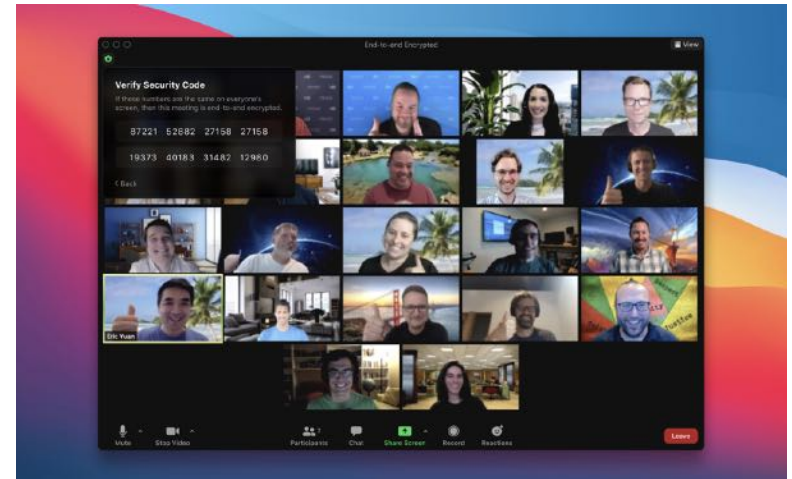 End-to-end Encrypted
View
Verify Security Code
If these numbers are the same on everyone's
screen, then this meeting is end-to-end encrypted.
87221 52682 27158 27158
19373 40183 31482 12980
< Back
Eric Yuan
Mute
Stop Video
Participants
Chat
Share Screen
Record
Reactions
Leave